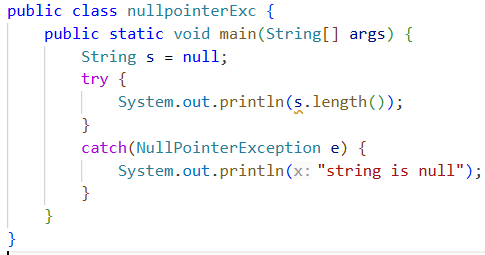 public class nullpointerExc {
    public static void main(String[] args) {
        String s = null;
        try {
            System.out.println(s.length());
        }
        catch(NullPointerException e) {
            System.out.println(x: "string is null");
        }
    }
}